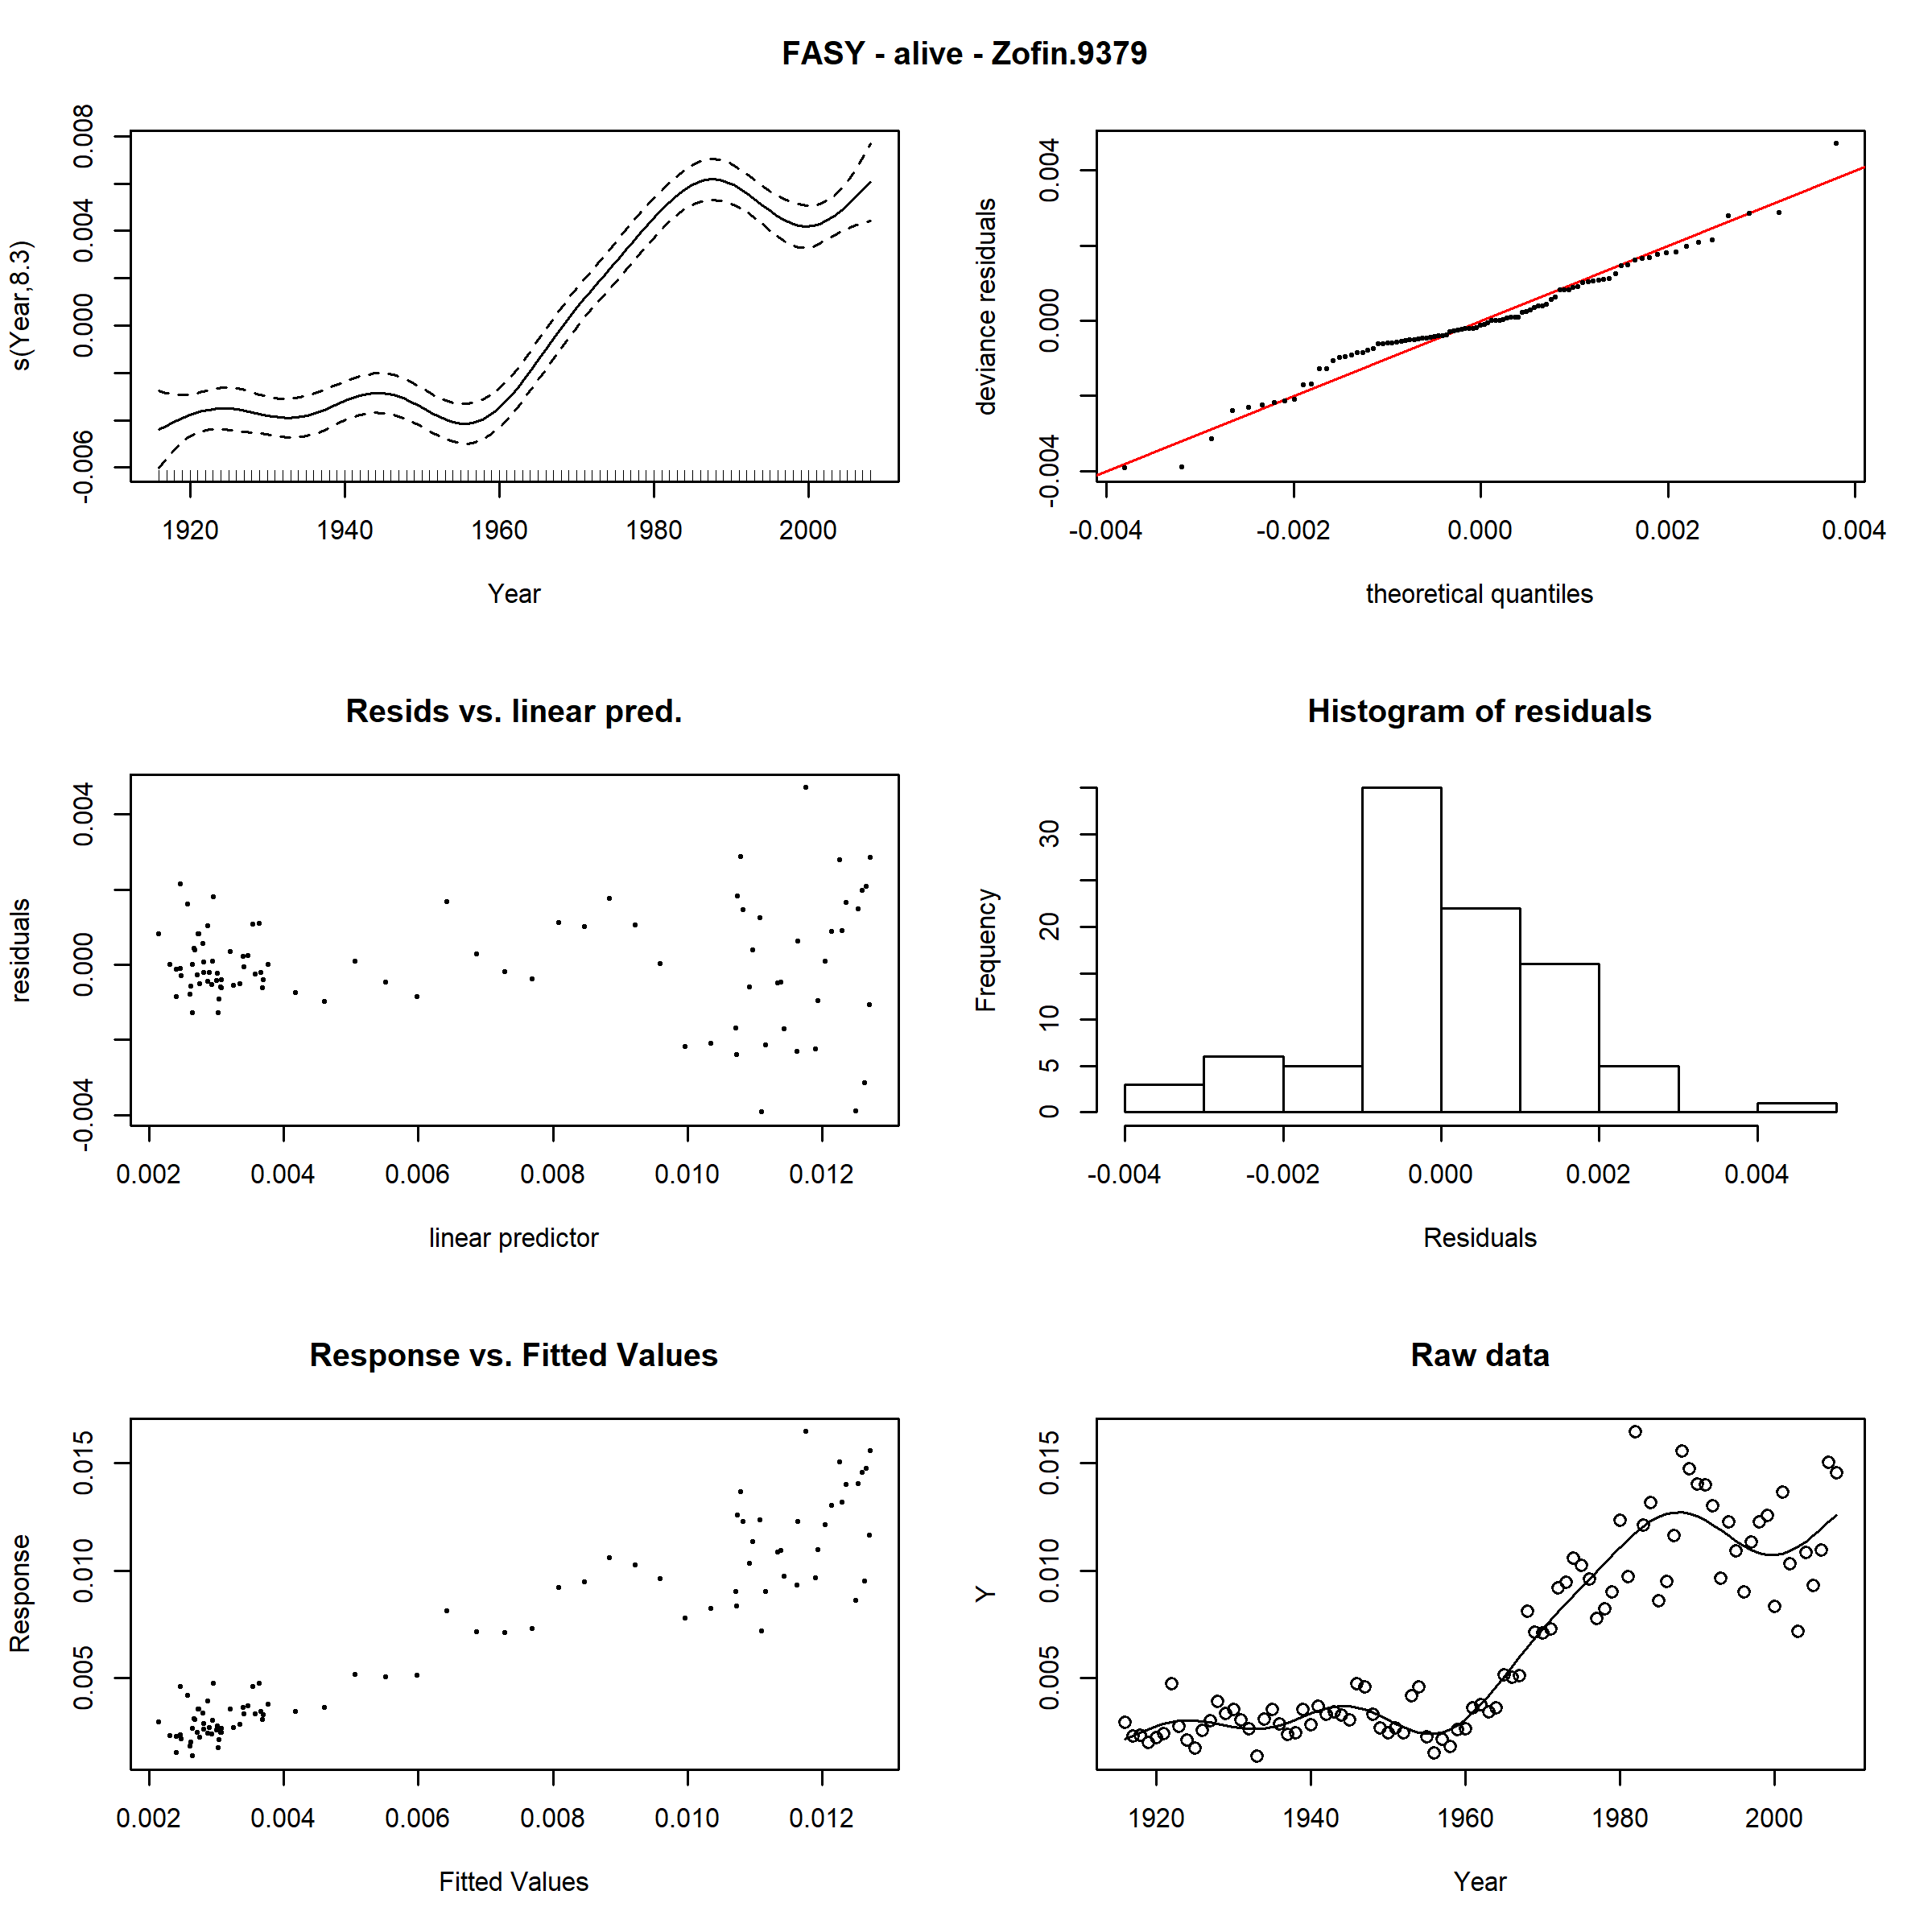 FASY - alive - Zofin.9379
s(Year,8.3)
-0.006 0.000 0.004 0.008
1920 1940 1960 1980 2000
Year
deviance residuals
-0.004 0.000 0.004
-0.004 -0.002 0.000 0.002 0.004
theoretical quantiles
Resids vs. linear pred.
residuals
-0.004 0.000 0.004
0.002 0.004 0.006 0.008 0.010 0.012
linear predictor
Histogram of residuals
Frequency
0 5 10 20 30
-0.004 -0.002 0.000 0.002 0.004
Residuals
Response vs. Fitted Values
Response
0.005 0.010 0.015
0.002 0.004 0.006 0.008 0.010 0.012
Fitted Values
Raw data
Y
0.005 0.010 0.015
1920 1940 1960 1980 2000
Year